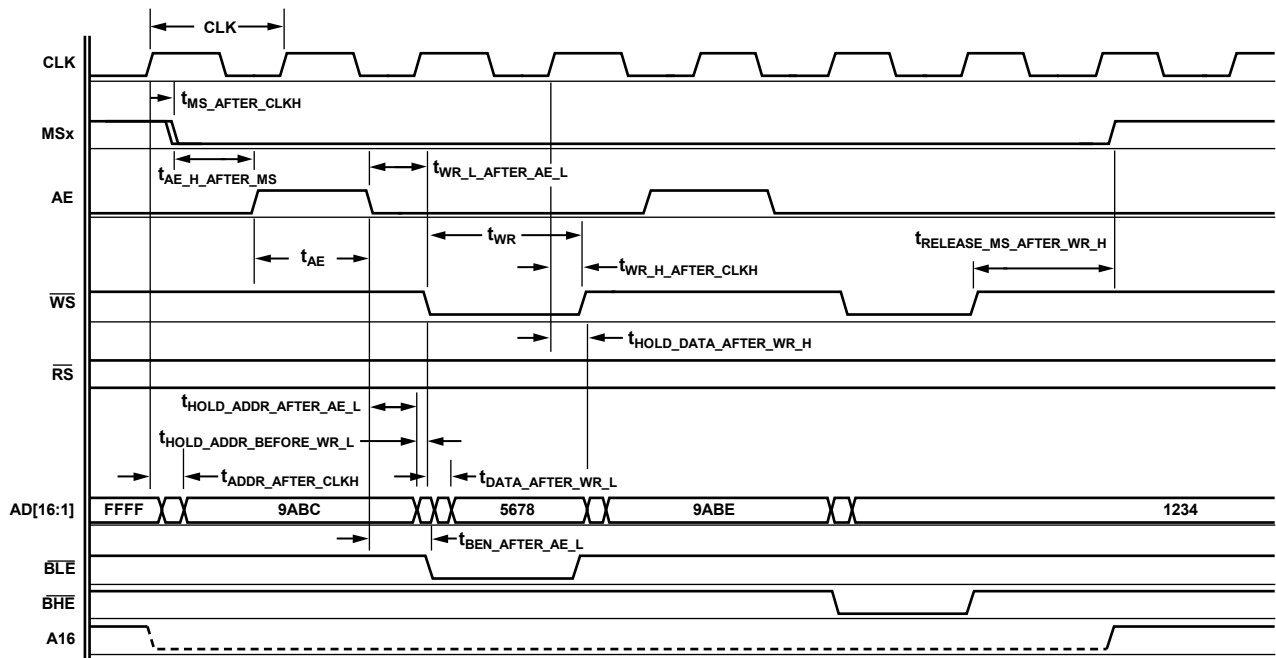 CLK
CLK
tMS_AFTER_CLKH
MSx
tAE_H_AFTER_MS
tWR_L_AFTER_AE_L
AE
tWR
tRELEASE_MS_AFTER_WR_H
tAE
tWR_H_AFTER_CLKH
WS
tHOLD_DATA_AFTER_WR_H
RS
tHOLD_ADDR_AFTER_AE_L
tHOLD_ADDR_BEFORE_WR_L
tADDR_AFTER_CLKH
tDATA_AFTER_WR_L
AD[16:1] FFFF 9ABC 5678 9ABE 1234
tBEN_AFTER_AE_L
BLE
BHE
A16